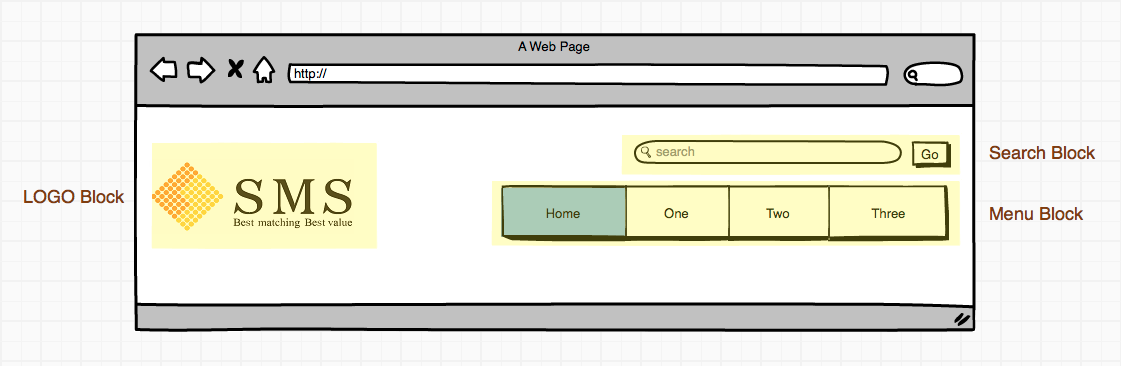 A Web Page
http://
search
Go
Search Block
LOGO Block
SMS
Best matching Best value
Home
One
Two
Three
Menu Block